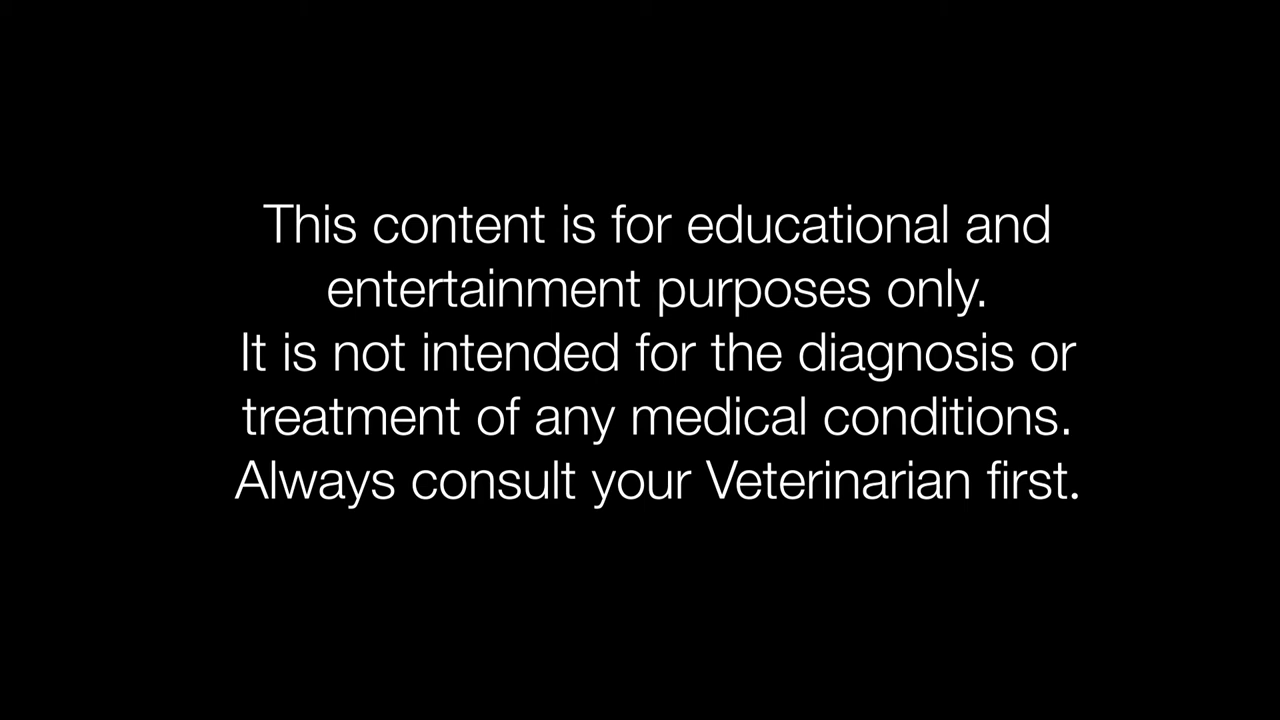 This content is for educational and
entertainment purposes only.
It is not intended for the diagnosis or
treatment of any medical conditions.
Always consult your Veterinarian first.